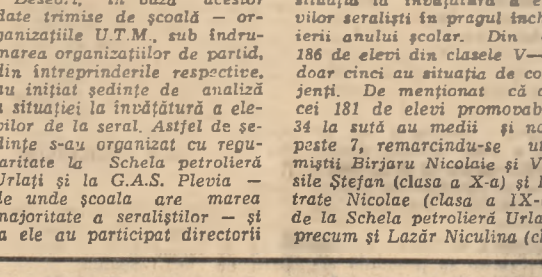 Deseori, în baza acestor
date trimise de școală — or-
ganizațiile U.T.M., sub îndru-
marea organizațiilor de partid,
din întreprinderile respective,
au inițiat ședințe de analiză
a situației la învățătură a ele-
vilor de la seral. Astfel de șe-
dințe s-au organizat cu regu-
laritate la Schela petrolieră
Urlați și la G.A.S. Plevia —
de unde școala are marea
majoritate a seraliștilor — și
la ele au participat directorii
situația la învățătură a e
vilor seraliști în pragul înch
ierii anului școlar. Din
186 de elevi din clasele V—
doar cinci au situația de co
jenți. De menționat că
cei 181 de elevi promovab
34 la sută au medii și no
peste 7, remarcindu-se
miștii Birjaru Nicolaie și V
sile Ștefan (clasa a X-a) și
trate Nicolae (clasa a IX-
de la Schela petrolieră Urla
precum și Lazăr Niculina (cl